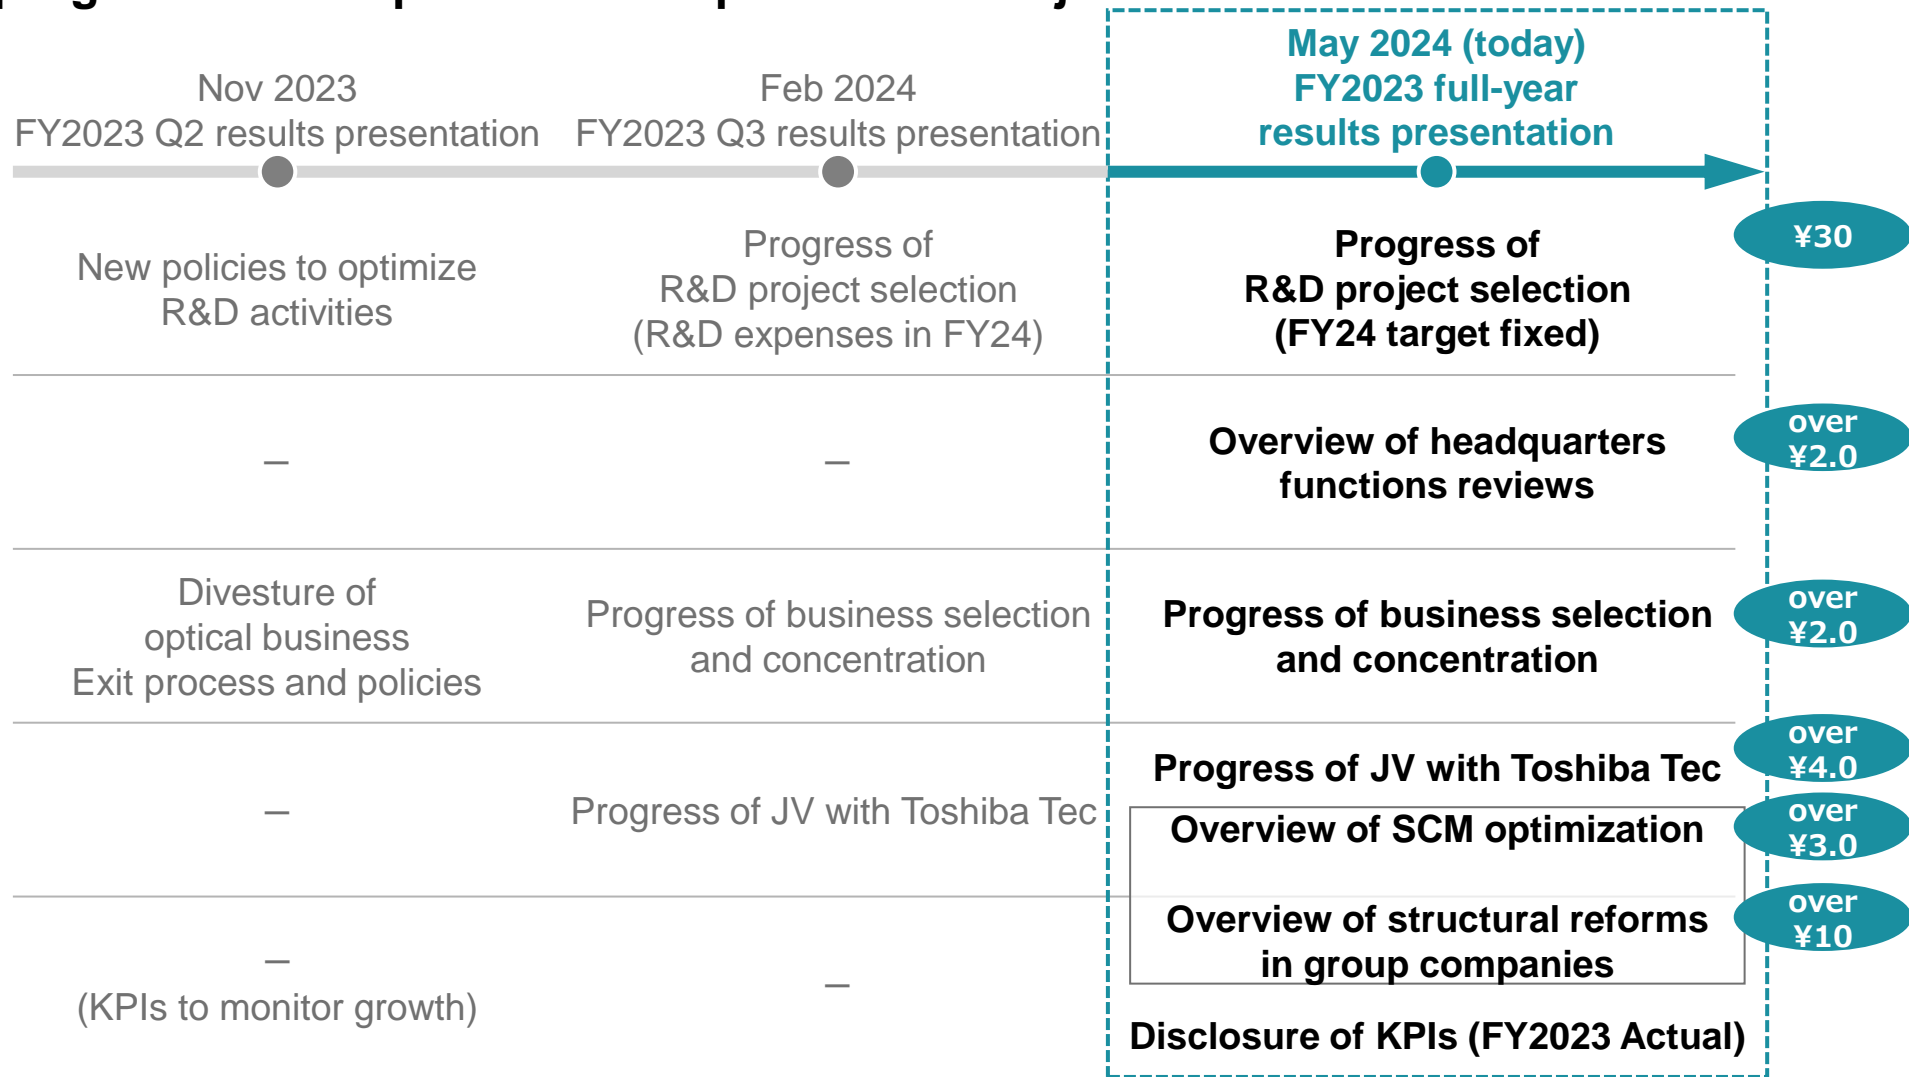 Nov 2023
FY2023 Q2 results presentation
Feb 2024
FY2023 Q3 results presentation
May 2024 (today)
FY2023 full-year
results presentation
New policies to optimize
R&D activities
Progress of
R&D project selection
(R&D expenses in FY24)
Progress of
R&D project selection
(FY24 target fixed)
¥30
–
–
Overview of headquarters
functions reviews
over
¥2.0
Divesture of
optical business
Exit process and policies
Progress of business selection
and concentration
Progress of business selection
and concentration
over
¥2.0
–
Progress of JV with Toshiba Tec
Progress of JV with Toshiba Tec
over
¥4.0
Overview of SCM optimization
over
¥3.0
–
(KPIs to monitor growth)
–
Overview of structural reforms
in group companies
over
¥10
Disclosure of KPIs (FY2023 Actual)